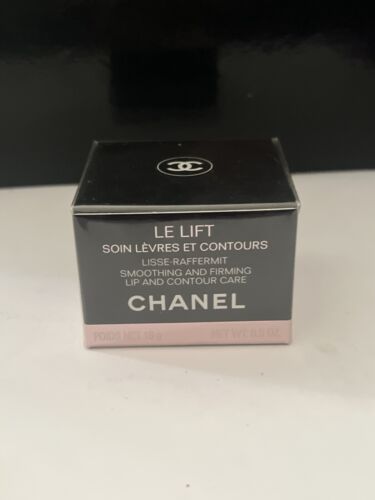 LE LIFT
SOIN LÈVRES ET CONTOURS
LISSE-RAFFERMIT
SMOOTHING AND FIRMING
LIP AND CONTOUR CARE
CHANEL
POIDS NET 15 g NET WT. 0.5 OZ.